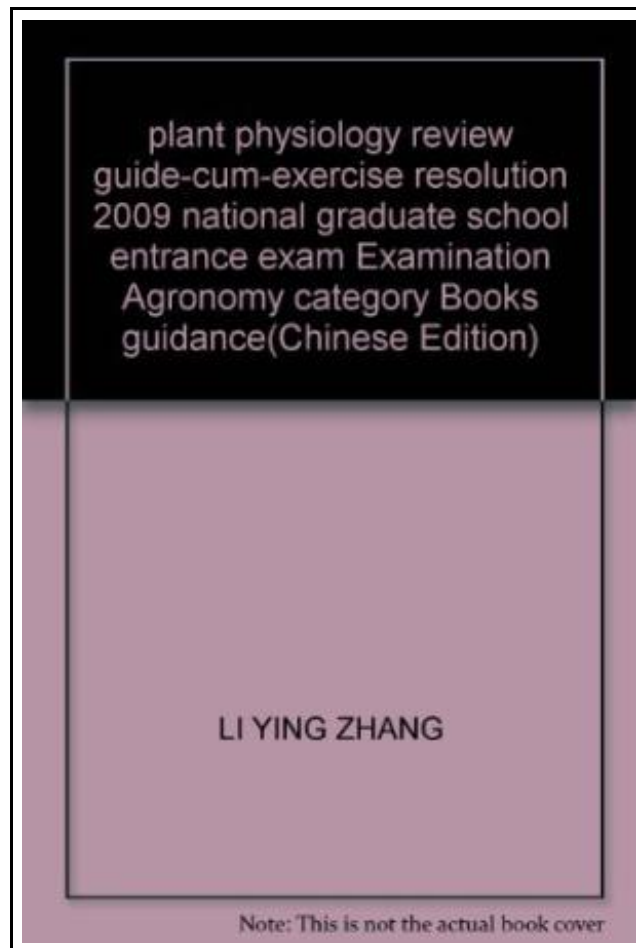 plant physiology review
guide-cum-exercise resolution
2009 national graduate school
entrance exam Examination
Agronomy category Books
guidance(Chinese Edition)
LI YING ZHANG
Note: This is not the actual book cover